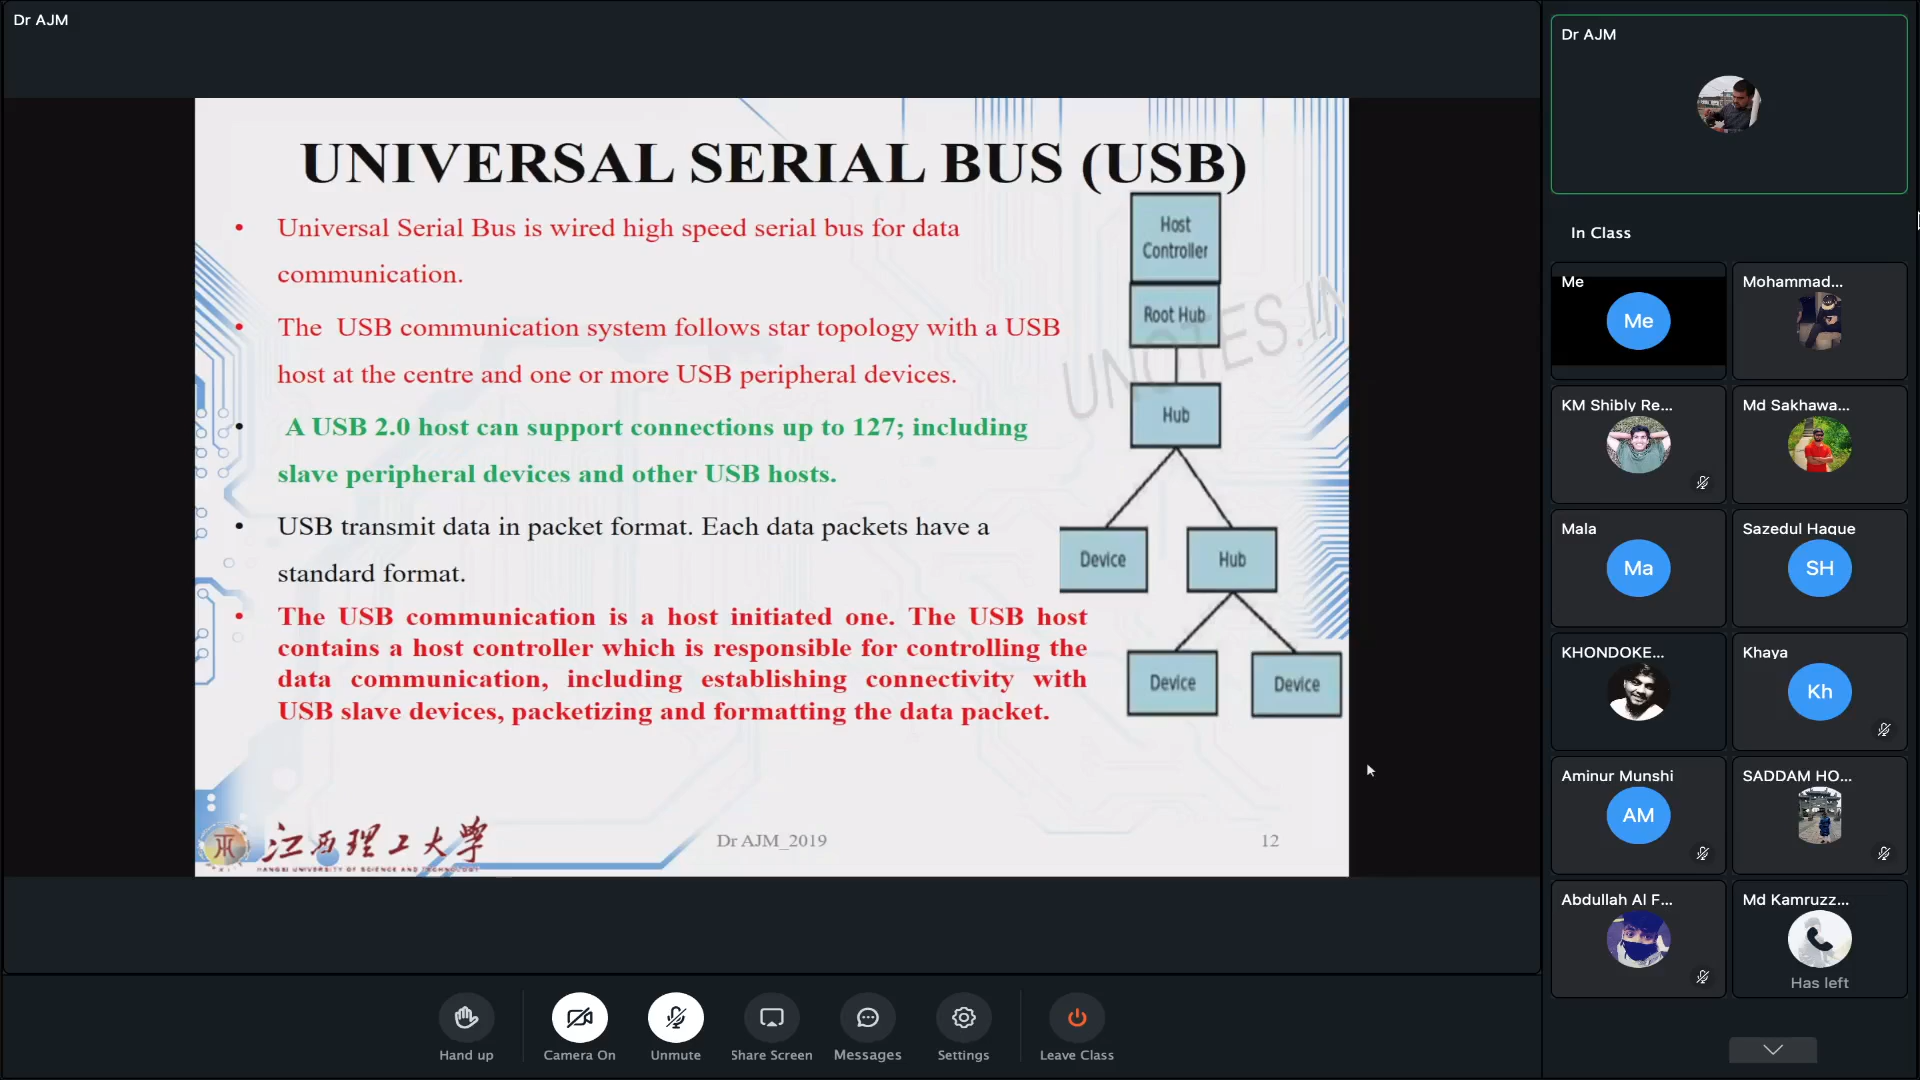 Dr AJM
UNIVERSAL SERIAL BUS (USB)
• Universal Serial Bus is wired high speed serial bus for data
communication.
• The USB communication system follows star topology with a USB
host at the centre and one or more USB peripheral devices.
• A USB 2.0 host can support connections up to 127; including
slave peripheral devices and other USB hosts.
• USB transmit data in packet format. Each data packets have a
standard format.
• The USB communication is a host initiated one. The USB host
contains a host controller which is responsible for controlling the
data communication, including establishing connectivity with
USB slave devices, packetizing and formatting the data packet.
Host
Controller
Root Hub
Hub
Device
Hub
Device
Device
UNOTES.IN
江西理工大学
JIANGXI UNIVERSITY OF SCIENCE AND TECHNOLOGY
Dr AJM_2019
12
Hand up
Camera On
Unmute
Share Screen
Messages
Settings
Leave Class
Dr AJM
In Class
Me
Me
Mohammad...
KM Shibly Re...
Md Sakhawa...
Mala
Ma
Sazedul Haque
SH
KHONDOKE...
Khaya
Kh
Aminur Munshi
AM
SADDAM HO...
Abdullah Al F...
Md Kamruzz...
Has left